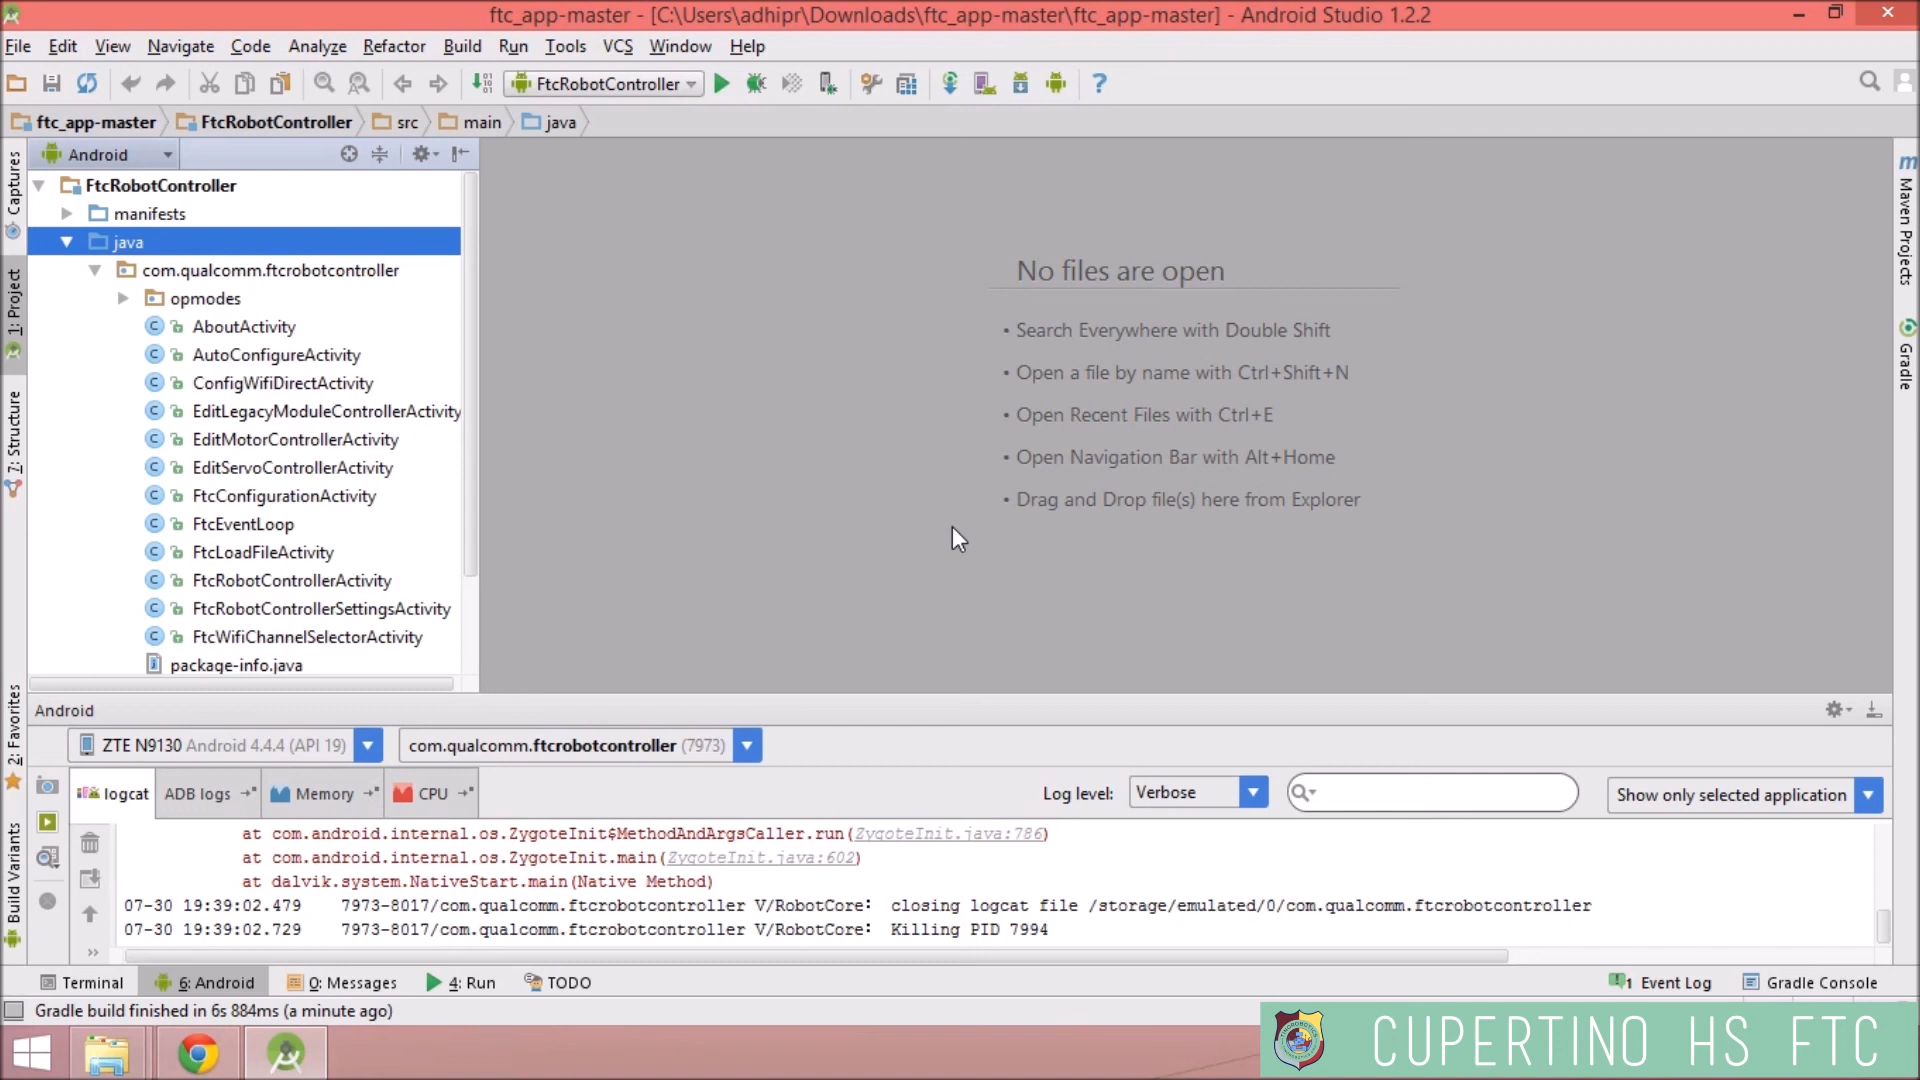 ftc_app-master - [C:\Users\adhipr\Downloads\ftc_app-master\ftc_app-master] - Android Studio 1.2.2
File Edit View Navigate Code Analyze Refactor Build Run Tools VCS Window Help
FtcRobotController
ftc_app-master FtcRobotController src main java
Android
Captures
1: Project
7: Structure
2: Favorites
Build Variants
FtcRobotController
manifests
java
com.qualcomm.ftcrobotcontroller
opmodes
AboutActivity
AutoConfigureActivity
ConfigWifiDirectActivity
EditLegacyModuleControllerActivity
EditMotorControllerActivity
EditServoControllerActivity
FtcConfigurationActivity
FtcEventLoop
FtcLoadFileActivity
FtcRobotControllerActivity
FtcRobotControllerSettingsActivity
FtcWifiChannelSelectorActivity
package-info.java
No files are open
• Search Everywhere with Double Shift
• Open a file by name with Ctrl+Shift+N
• Open Recent Files with Ctrl+E
• Open Navigation Bar with Alt+Home
• Drag and Drop file(s) here from Explorer
Maven Projects
Gradle
Android
ZTE N9130 Android 4.4.4 (API 19) com.qualcomm.ftcrobotcontroller (7973)
logcat ADB logs Memory CPU Log level: Verbose Show only selected application
at com.android.internal.os.ZygoteInit$MethodAndArgsCaller.run(ZygoteInit.java:786)
at com.android.internal.os.ZygoteInit.main(ZygoteInit.java:602)
at dalvik.system.NativeStart.main(Native Method)
07-30 19:39:02.479 7973-8017/com.qualcomm.ftcrobotcontroller V/RobotCore: closing logcat file /storage/emulated/0/com.qualcomm.ftcrobotcontroller
07-30 19:39:02.729 7973-8017/com.qualcomm.ftcrobotcontroller V/RobotCore: Killing PID 7994
Terminal 6: Android 0: Messages 4: Run TODO 1 Event Log Gradle Console
Gradle build finished in 6s 884ms (a minute ago)
CUPERTINO HS FTC